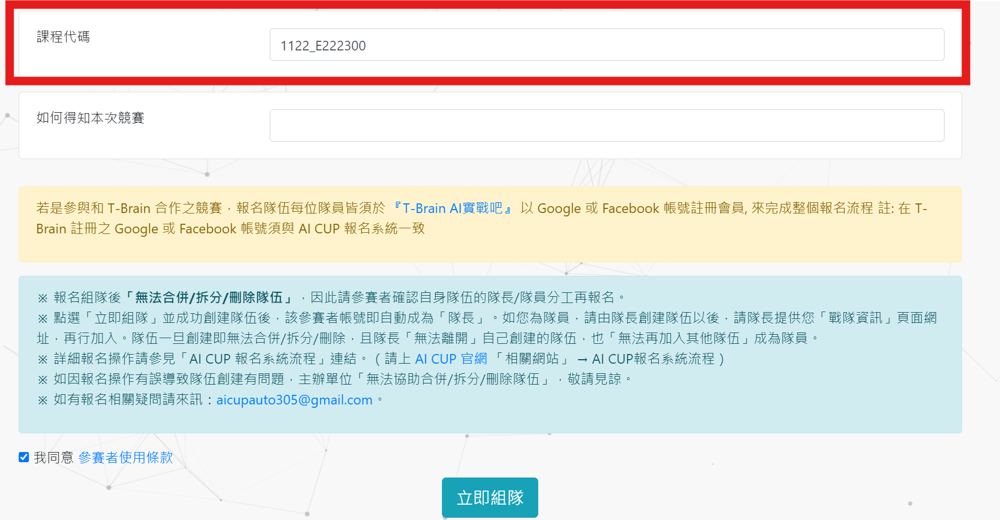 課程代碼
1122_E222300
如何得知本次競賽
若是參與和 T-Brain 合作之競賽，報名隊伍每位隊員皆須於 『T-Brain AI實戰吧』 以 Google 或 Facebook 帳號註冊會員, 來完成整個報名流程 註: 在 T-
Brain 註冊之 Google 或 Facebook 帳號須與 AI CUP 報名系統一致
※ 報名組隊後「無法合併/拆分/刪除隊伍」，因此請參賽者確認自身隊伍的隊長/隊員分工再報名。
※ 點選「立即組隊」並成功創建隊伍後，該參賽者帳號即自動成為「隊長」。如您為隊員，請由隊長創建隊伍以後，請隊長提供您「戰隊資訊」頁面網
址，再行加入。隊伍一旦創建即無法合併/拆分/刪除，且隊長「無法離開」自己創建的隊伍，也「無法再加入其他隊伍」成為隊員。
※ 詳細報名操作請參見「AI CUP 報名系統流程」連結。（請上 AI CUP 官網 「相關網站」 → AI CUP報名系統流程）
※ 如因報名操作有誤導致隊伍創建有問題，主辦單位「無法協助合併/拆分/刪除隊伍」，敬請見諒。
※ 如有報名相關疑問請來訊：aicupauto305@gmail.com。
我同意 參賽者使用條款
立即組隊